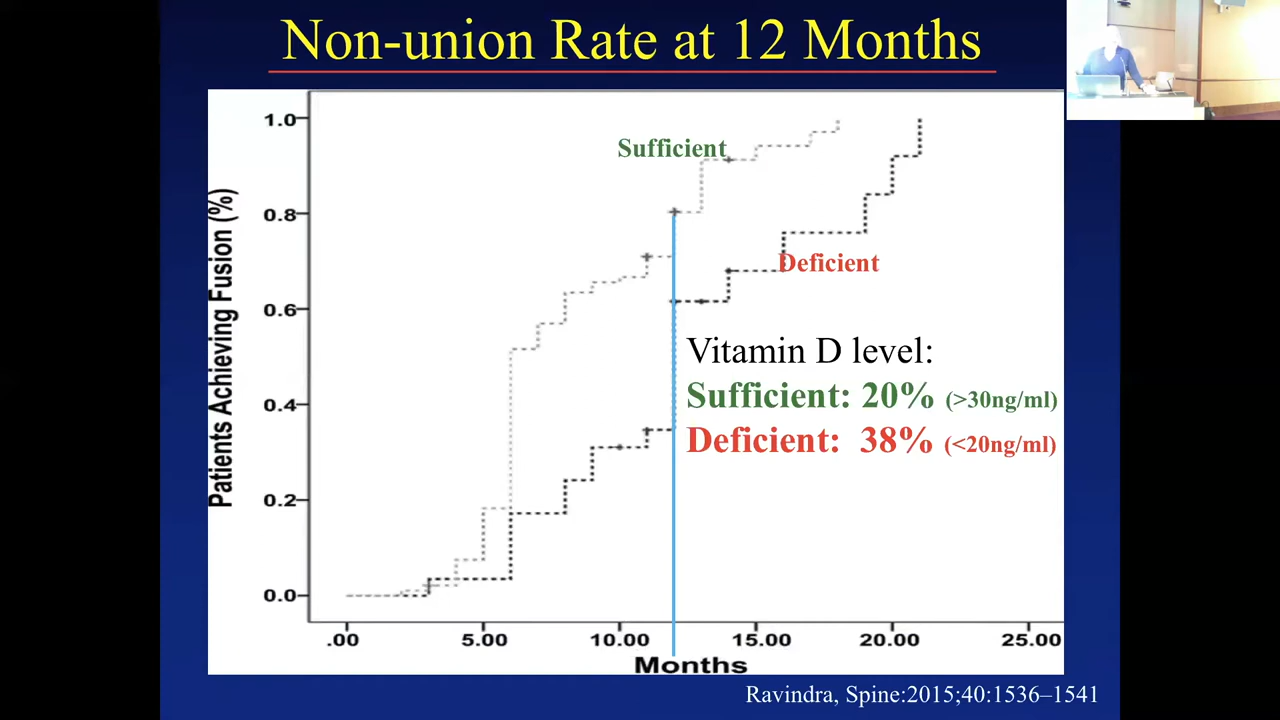 Non-union Rate at 12 Months
Patients Achieving Fusion (%)
1.0
0.8
0.6
0.4
0.2
0.0
Sufficient
Deficient
Vitamin D level:
Sufficient: 20% (>30ng/ml)
Deficient: 38% (<20ng/ml)
.00 5.00 10.00 15.00 20.00 25.00
Months
Ravindra, Spine:2015;40:1536–1541